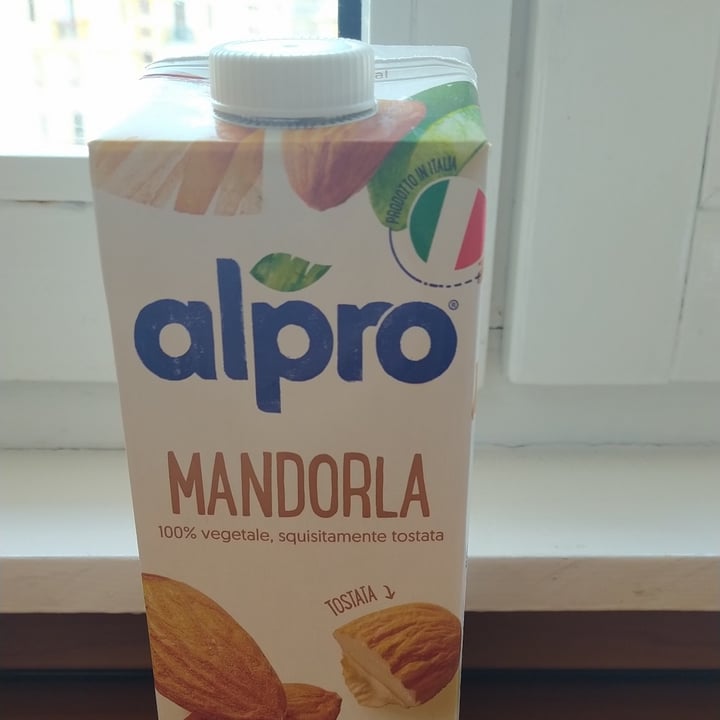 PRODOTTO IN ITALIA
alpro®
MANDORLA
100% vegetale, squisitamente tostata
TOSTATA